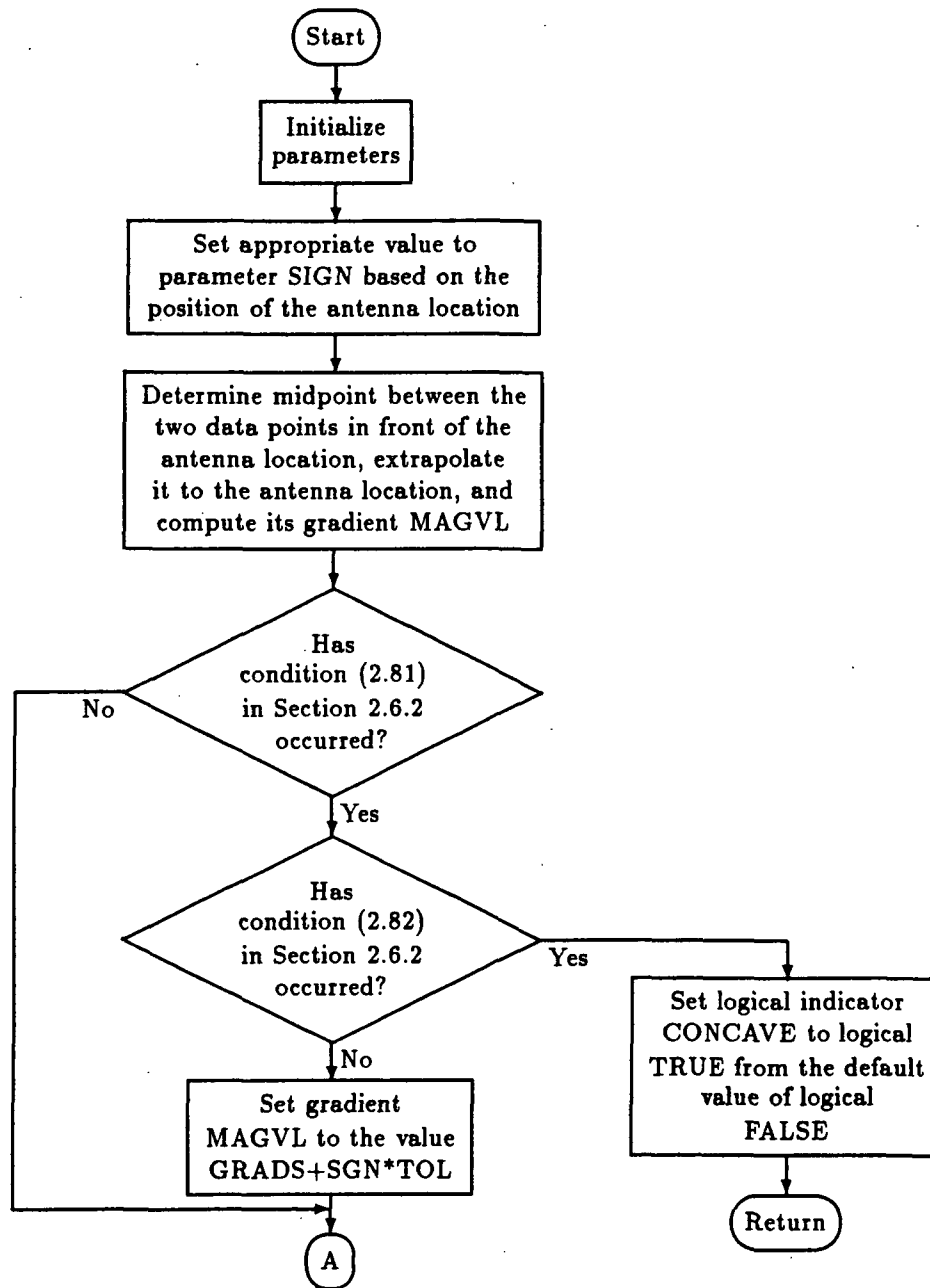 Start
Initialize
parameters
Set appropriate value to
parameter SIGN based on the
position of the antenna location
Determine midpoint between the
two data points in front of the
antenna location, extrapolate
it to the antenna location, and
compute its gradient MAGVL
Has
condition (2.81)
in Section 2.6.2
occurred?
No
Yes
Has
condition (2.82)
in Section 2.6.2
occurred?
Yes
No
Set logical indicator
CONCAVE to logical
TRUE from the default
value of logical
FALSE
Set gradient
MAGVL to the value
GRADS+SGN*TOL
Return
A